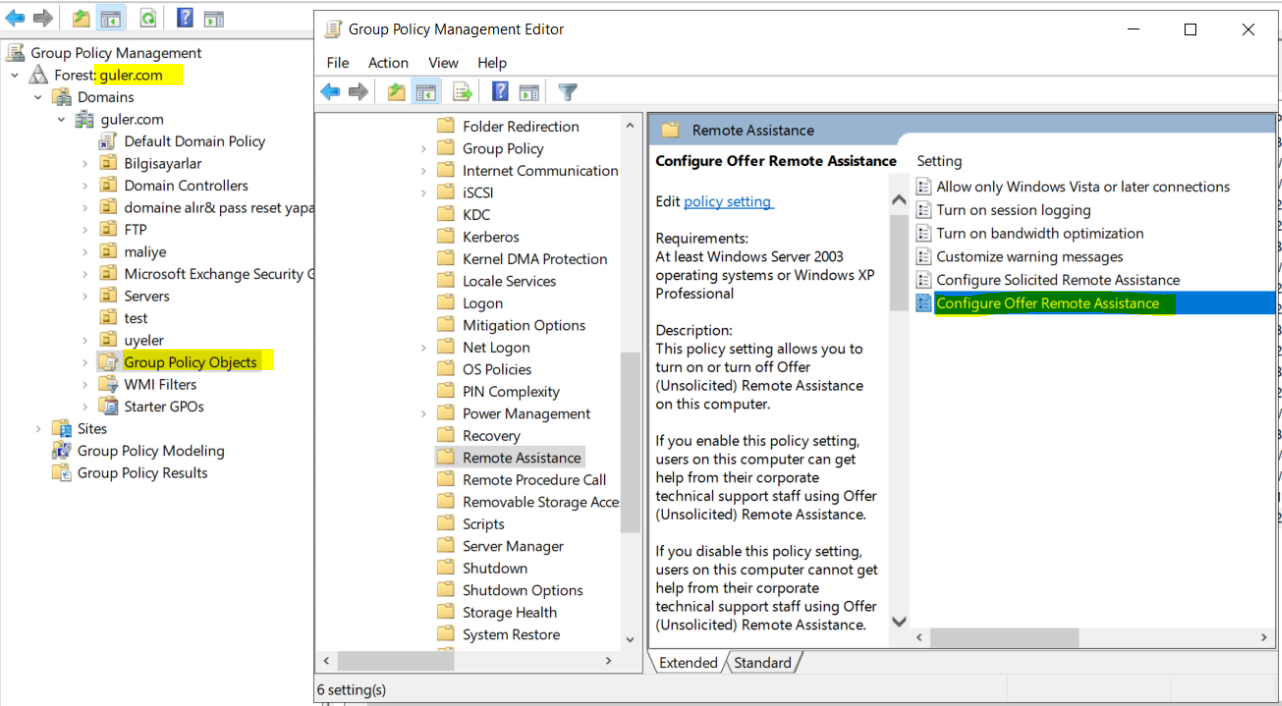 Group Policy Management
Forest: guler.com
Domains
guler.com
Default Domain Policy
Bilgisayarlar
Domain Controllers
domaine alır& pass reset yapa
FTP
maliye
Microsoft Exchange Security G
Servers
test
uyeler
Group Policy Objects
WMI Filters
Starter GPOs
Sites
Group Policy Modeling
Group Policy Results
Group Policy Management Editor
File Action View Help
Folder Redirection
Group Policy
Internet Communication
iSCSI
KDC
Kerberos
Kernel DMA Protection
Locale Services
Logon
Mitigation Options
Net Logon
OS Policies
PIN Complexity
Power Management
Recovery
Remote Assistance
Remote Procedure Call
Removable Storage Acce
Scripts
Server Manager
Shutdown
Shutdown Options
Storage Health
System Restore
Remote Assistance
Configure Offer Remote Assistance
Edit policy setting
Requirements:
At least Windows Server 2003
operating systems or Windows XP
Professional
Description:
This policy setting allows you to
turn on or turn off Offer
(Unsolicited) Remote Assistance
on this computer.
If you enable this policy setting,
users on this computer can get
help from their corporate
technical support staff using Offer
(Unsolicited) Remote Assistance.
If you disable this policy setting,
users on this computer cannot get
help from their corporate
technical support staff using Offer
(Unsolicited) Remote Assistance.
Setting
Allow only Windows Vista or later connections
Turn on session logging
Turn on bandwidth optimization
Customize warning messages
Configure Solicited Remote Assistance
Configure Offer Remote Assistance
Extended Standard
6 setting(s)